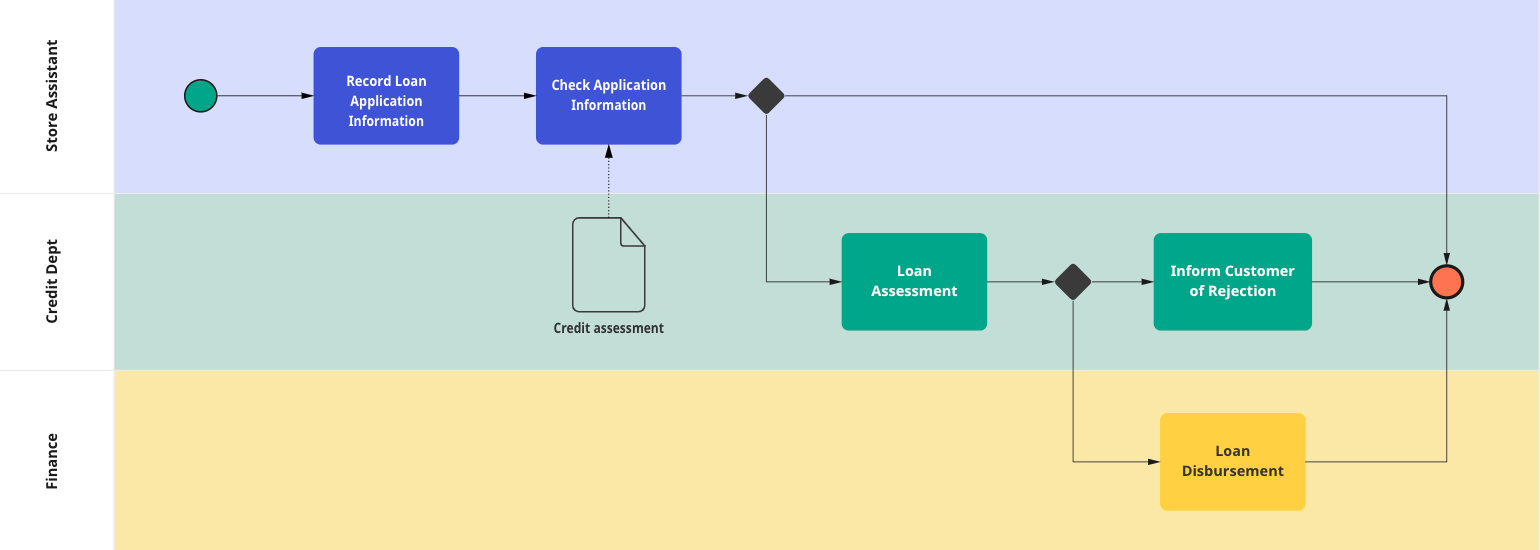 Store Assistant
Record Loan
Application
Information
Check Application
Information
Credit Dept
Credit assessment
Loan
Assessment
Inform Customer
of Rejection
Finance
Loan
Disbursement